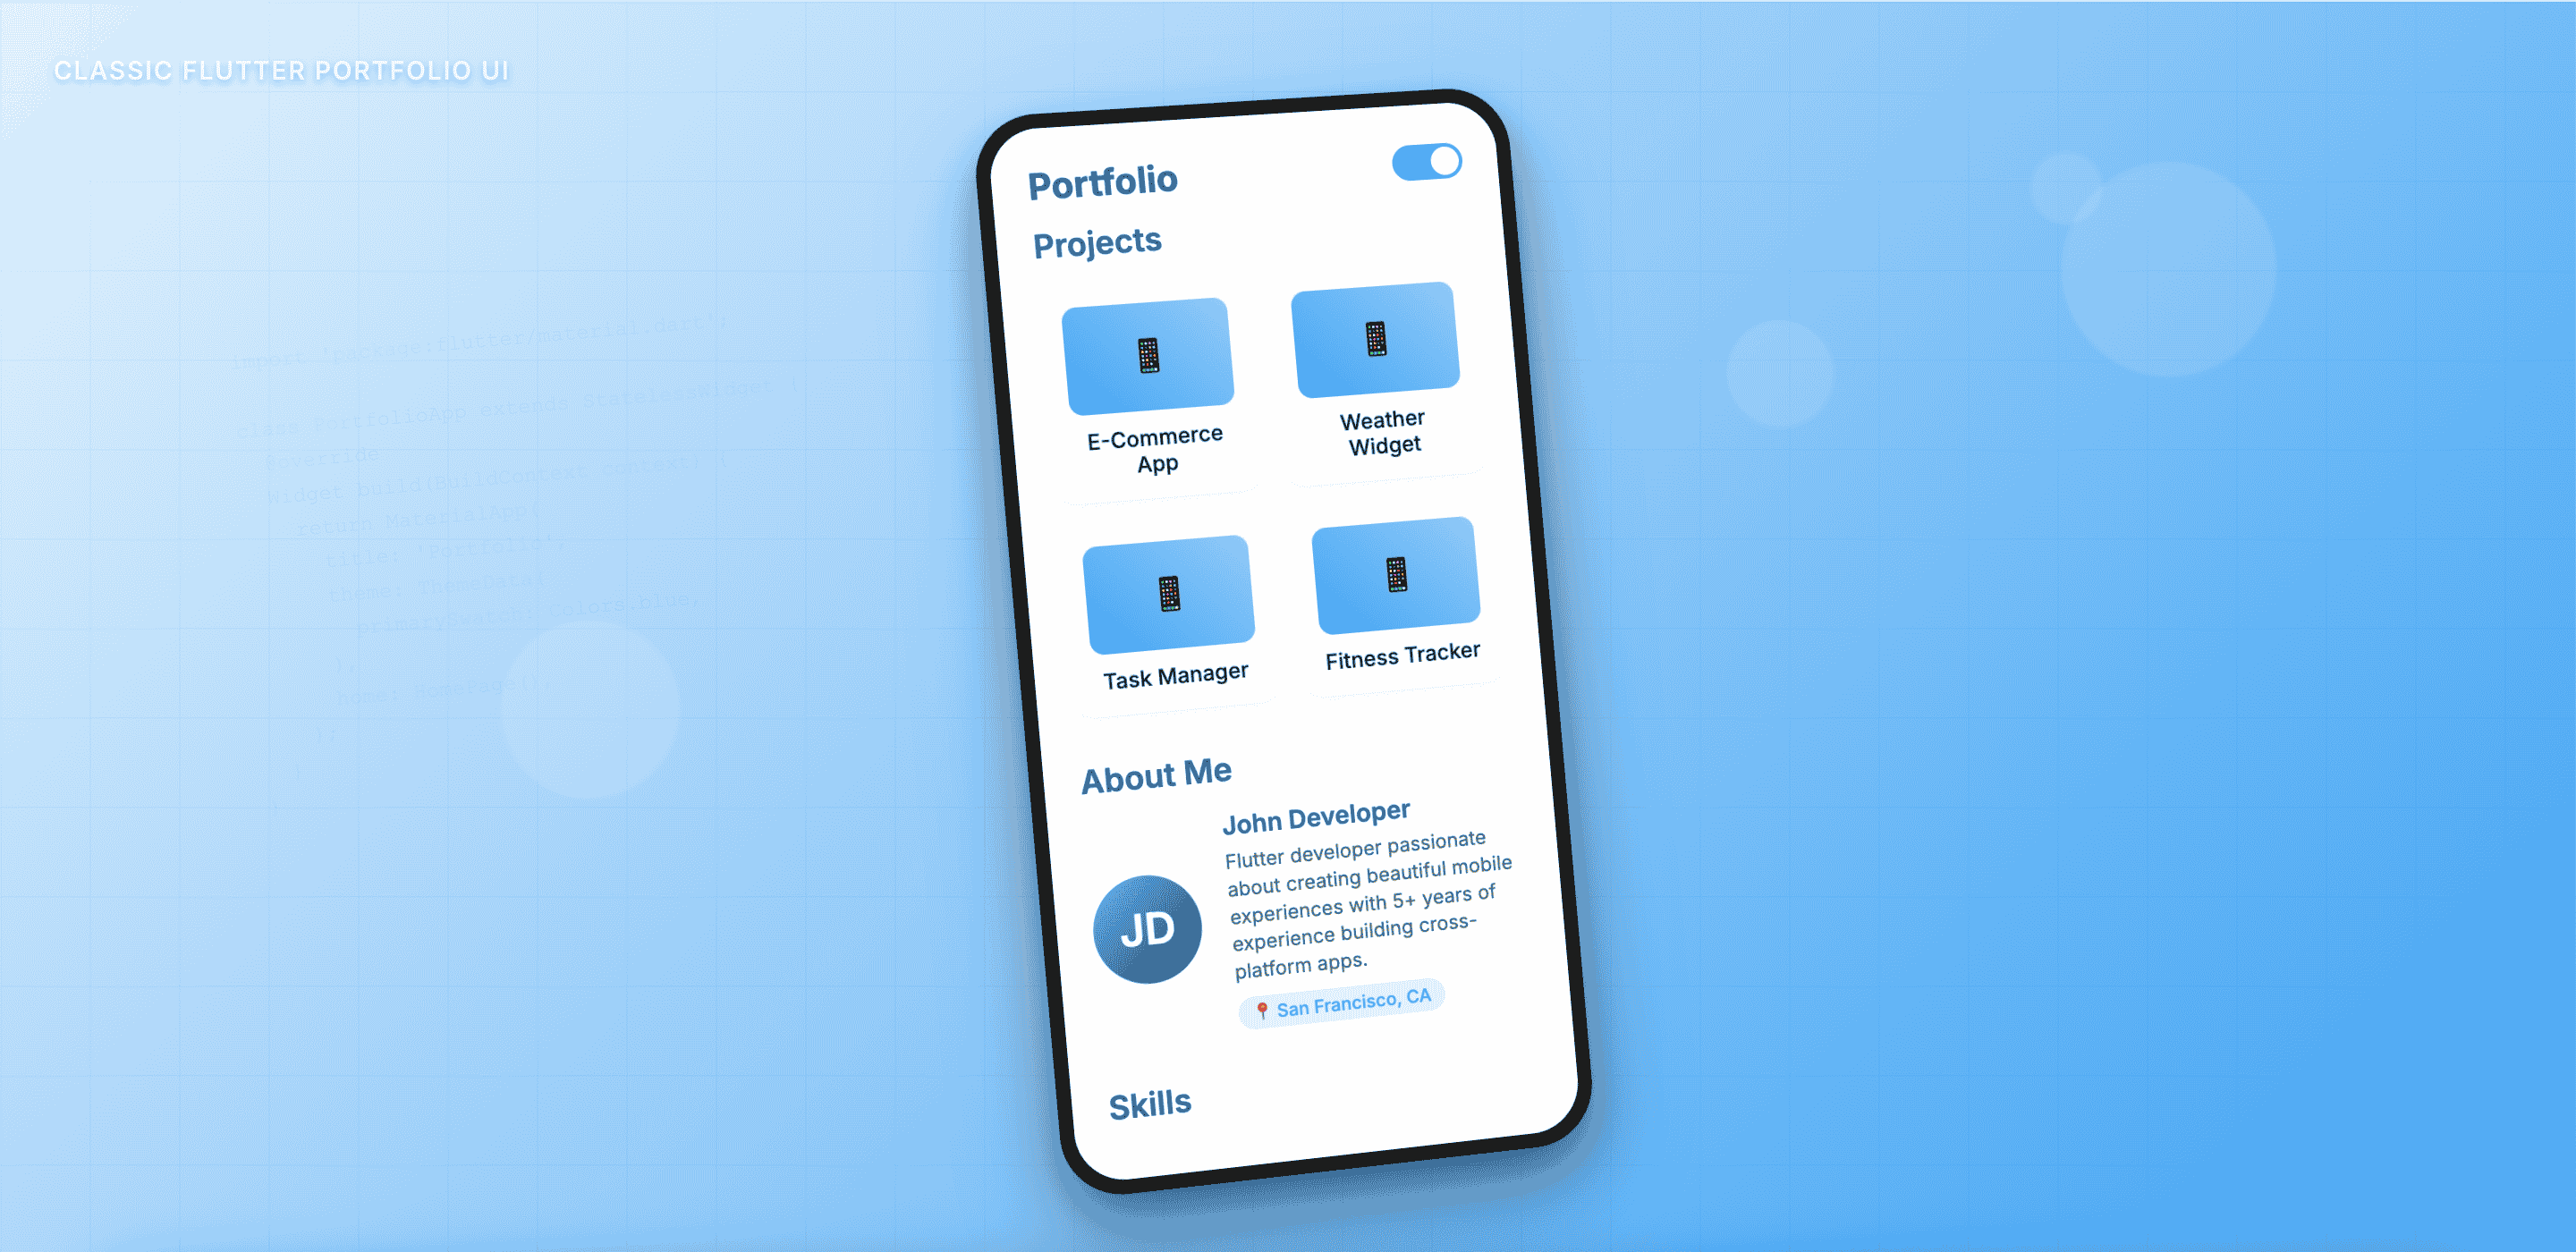 CLASSIC FLUTTER PORTFOLIO UI
import 'package:flutter/material.dart';
class PortfolioApp extends StatelessWidget {
@override
Widget build(BuildContext context) {
return MaterialApp(
title: 'Portfolio',
theme: ThemeData(
primarySwatch: Colors.blue,
),
home: HomePage(),
);
}
Portfolio
Projects
E-Commerce
App
Weather
Widget
Task Manager
Fitness Tracker
About Me
JD
John Developer
Flutter developer passionate
about creating beautiful mobile
experiences with 5+ years of
experience building cross-
platform apps.
San Francisco, CA
Skills